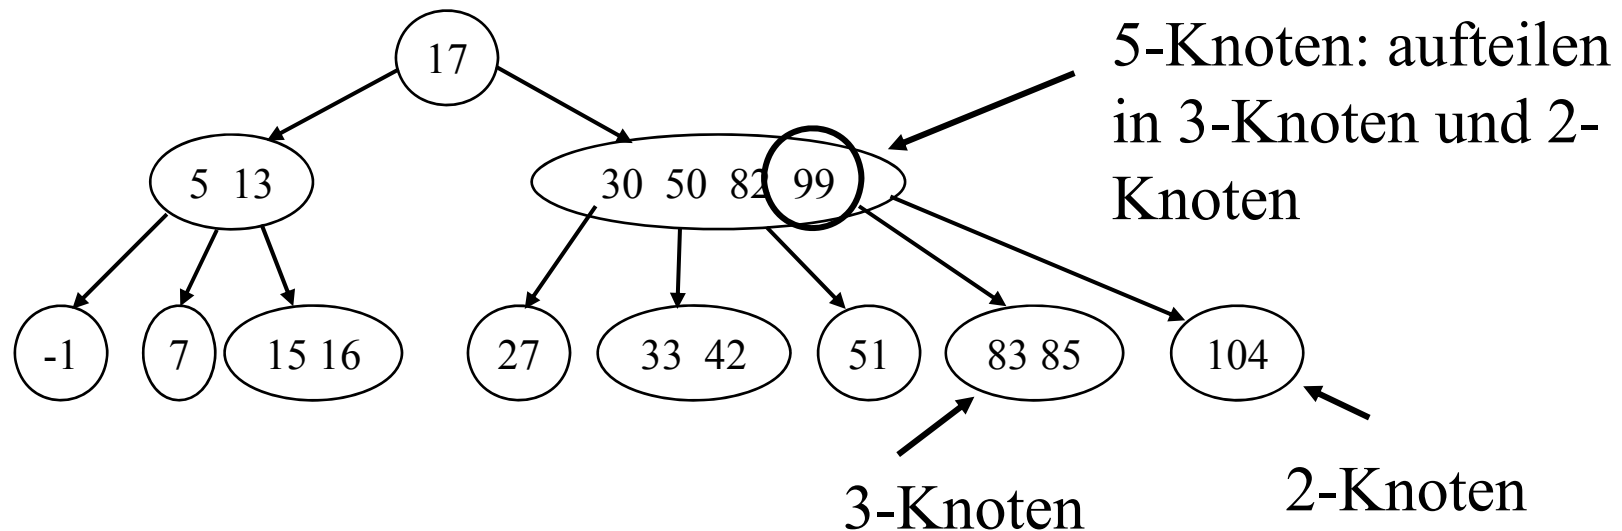 17
5-Knoten: aufteilen
in 3-Knoten und 2-
Knoten
5 13
30 50 82 99
-1
7
15 16
27
33 42
51
83 85
104
3-Knoten
2-Knoten